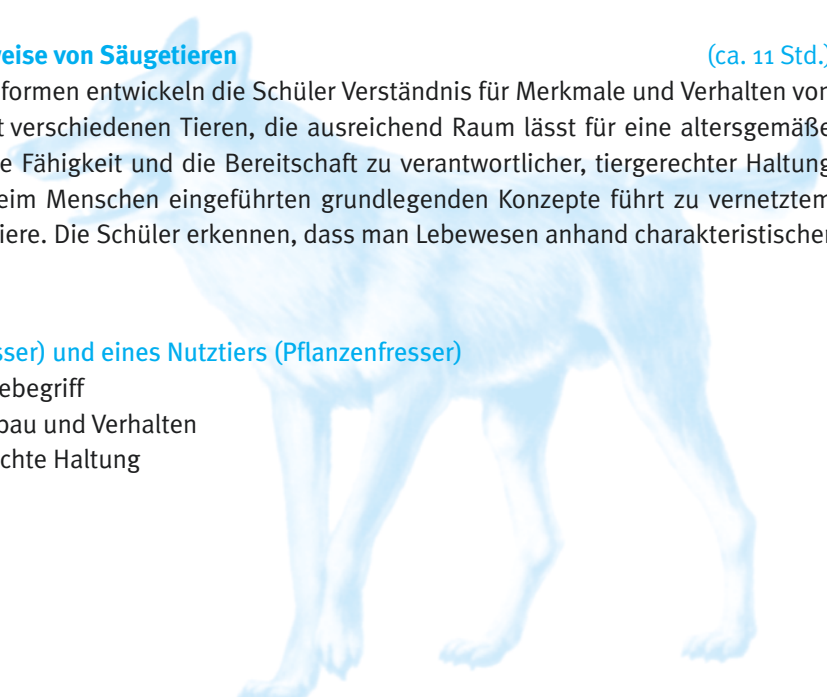 eise von Säugetieren (ca. 11 Std.)
formen entwickeln die Schüler Verständnis für Merkmale und Verhalten von
t verschiedenen Tieren, die ausreichend Raum lässt für eine altersgemäße
e Fähigkeit und die Bereitschaft zu verantwortlicher, tiergerechter Haltung
eim Menschen eingeführten grundlegenden Konzepte führt zu vernetztem
iere. Die Schüler erkennen, dass man Lebewesen anhand charakteristischer
sser) und eines Nutztiers (Pflanzenfresser)
ebegriff
bau und Verhalten
chte Haltung